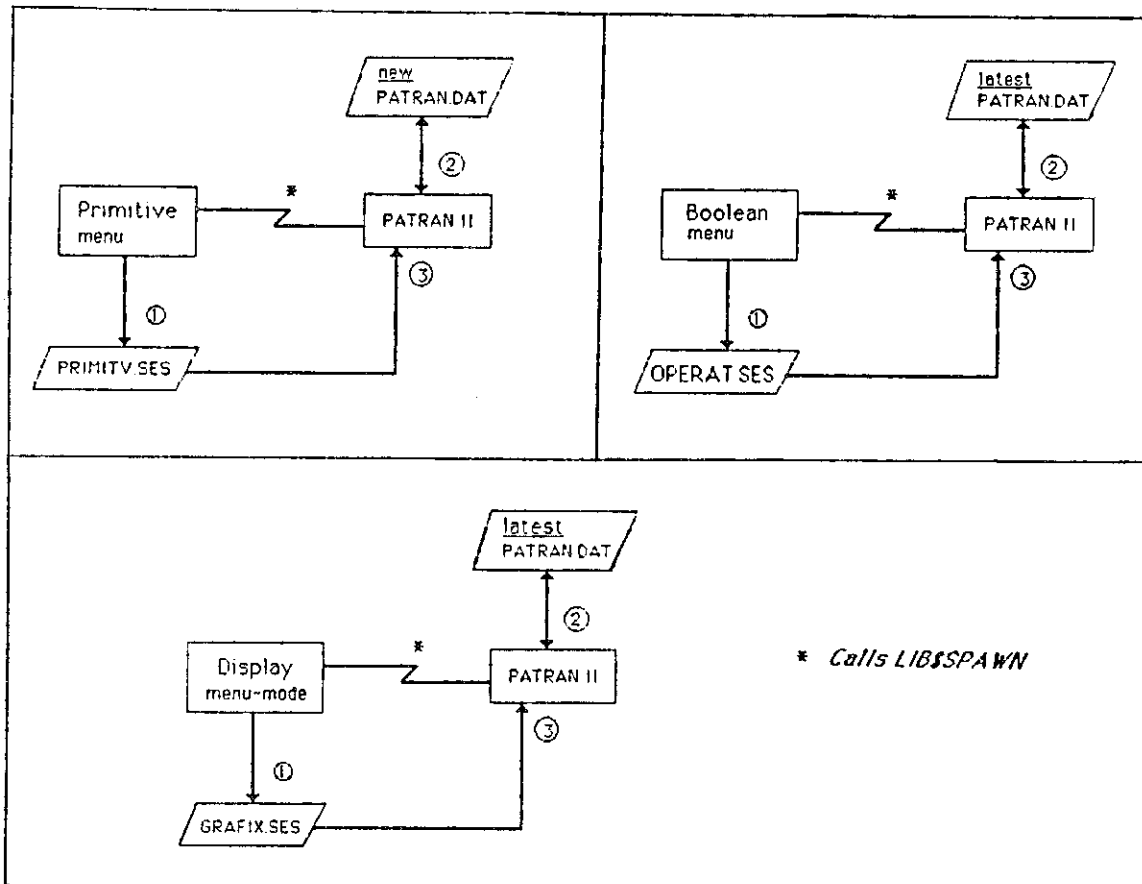 new
PATRAN.DAT
②
*
Primitive
menu
PATRAN II
③
①
PRIMITV.SES
latest
PATRAN.DAT
②
*
Boolean
menu
PATRAN II
③
①
OPERAT.SES
latest
PATRAN.DAT
②
*
Display
menu-mode
PATRAN II
* Calls LIB$SPAWN
③
①
GRAFIX.SES